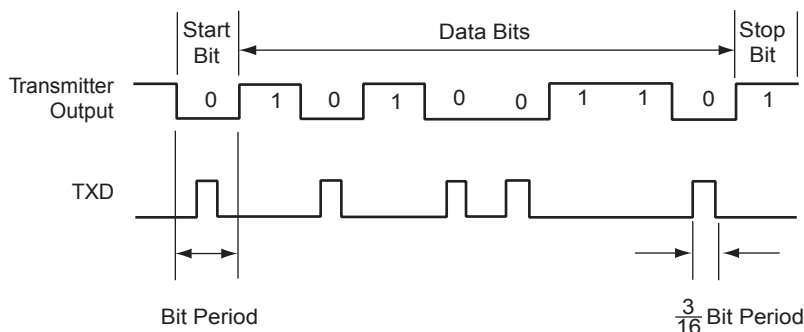 Start
Bit
Data Bits
Stop
Bit
Transmitter
Output
0 1 0 1 0 0 1 1 0 1
TXD
Bit Period
3/16 Bit Period